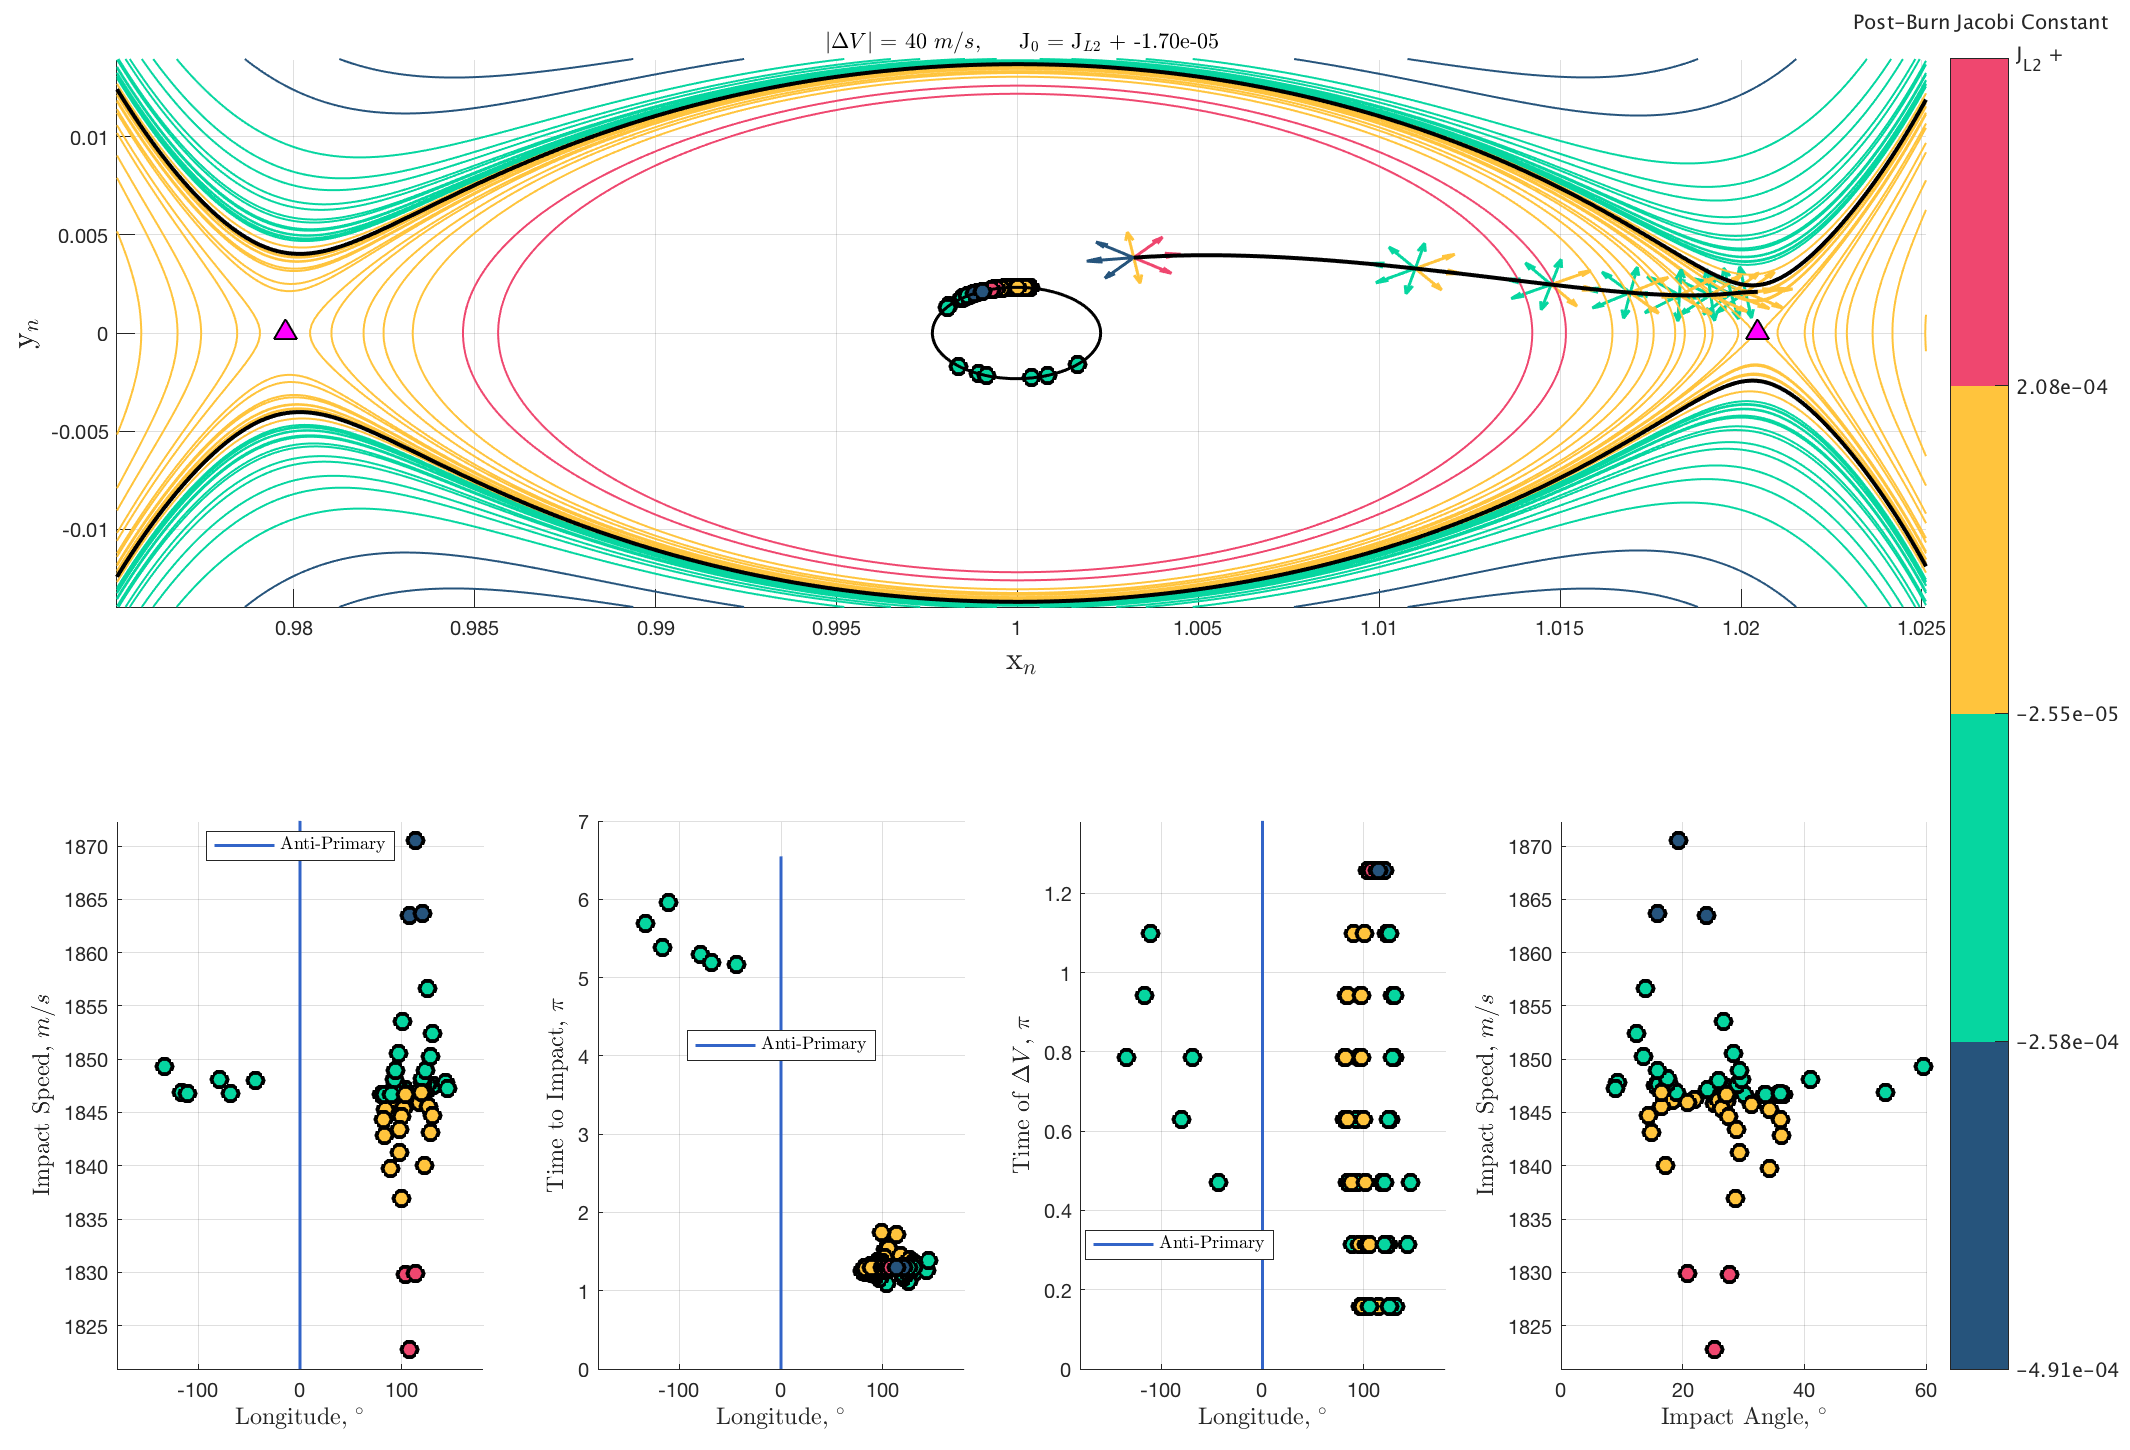 Post-Burn Jacobi Constant
|ΔV| = 40 m/s, J0 = JL2 + -1.70e-05
JL2 +
2.08e-04
-2.55e-05
-2.58e-04
-4.91e-04
0.01
0.005
0
-0.005
-0.01
yn
0.98 0.985 0.99 0.995 1 1.005 1.01 1.015 1.02 1.025
xn
1870
1865
1860
1855
1850
1845
1840
1835
1830
1825
Impact Speed, m/s
Anti-Primary
-100 0 100
Longitude, °
7
6
5
4
3
2
1
0
Time to Impact, π
Anti-Primary
-100 0 100
Longitude, °
1.2
1
0.8
0.6
0.4
0.2
0
Time of ΔV, π
Anti-Primary
-100 0 100
Longitude, °
1870
1865
1860
1855
1850
1845
1840
1835
1830
1825
Impact Speed, m/s
0 20 40 60
Impact Angle, °